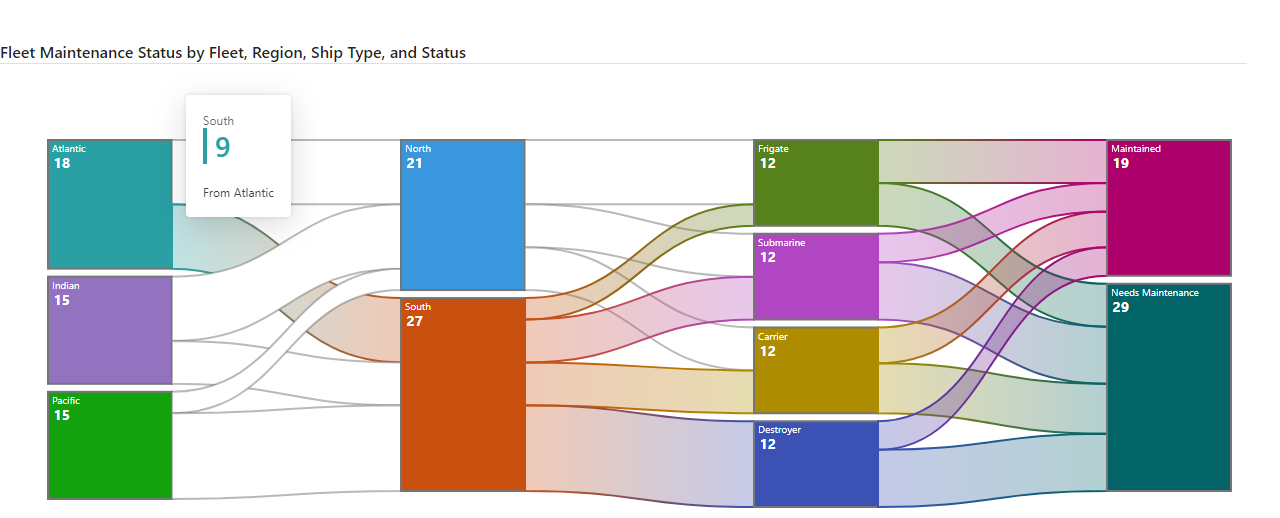 Fleet Maintenance Status by Fleet, Region, Ship Type, and Status
South
9
From Atlantic
Atlantic
18
Indian
15
Pacific
15
North
21
South
27
Frigate
12
Submarine
12
Carrier
12
Destroyer
12
Maintained
19
Needs Maintenance
29